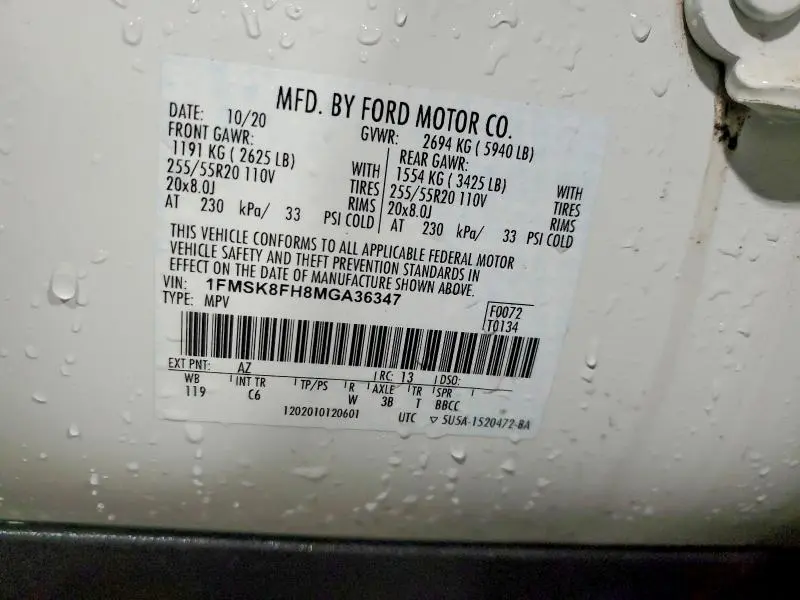 MFD. BY FORD MOTOR CO.
DATE: 10/20 GVWR: 2694 KG ( 5940 LB)
FRONT GAWR: REAR GAWR:
1191 KG ( 2625 LB) WITH 1554 KG ( 3425 LB) WITH
255/55R20 110V TIRES 255/55R20 110V TIRES
20x8.0J RIMS 20x8.0J RIMS
AT 230 kPa/ 33 PSI COLD AT 230 kPa/ 33 PSI COLD
THIS VEHICLE CONFORMS TO ALL APPLICABLE FEDERAL MOTOR
VEHICLE SAFETY AND THEFT PREVENTION STANDARDS IN
EFFECT ON THE DATE OF MANUFACTURE SHOWN ABOVE.
VIN: 1FMSK8FH8MGA36347
TYPE: MPV F0072
T0134
EXT PNT: AZ RC: 13 DSO:
WB INT TR TP/PS R AXLE TR SPR
119 C6 W 3B T BBCC
1202010120601 UTC ▽ 5U5A-1520472-BA